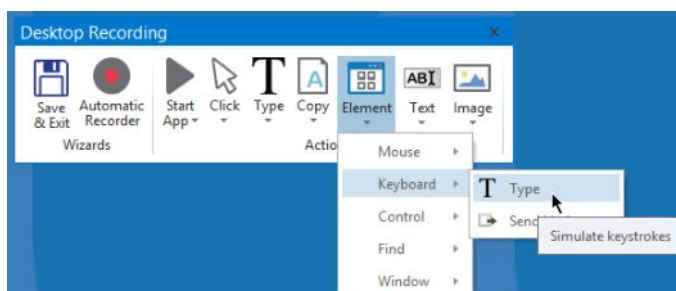 Desktop Recording
Save & Exit
Automatic Recorder
Start App
Click
Type
Copy
Element
Text
Image
Wizards
Actio
A
ABI
Mouse
Keyboard
T Type
Control
Send
Simulate keystrokes
Find
Window